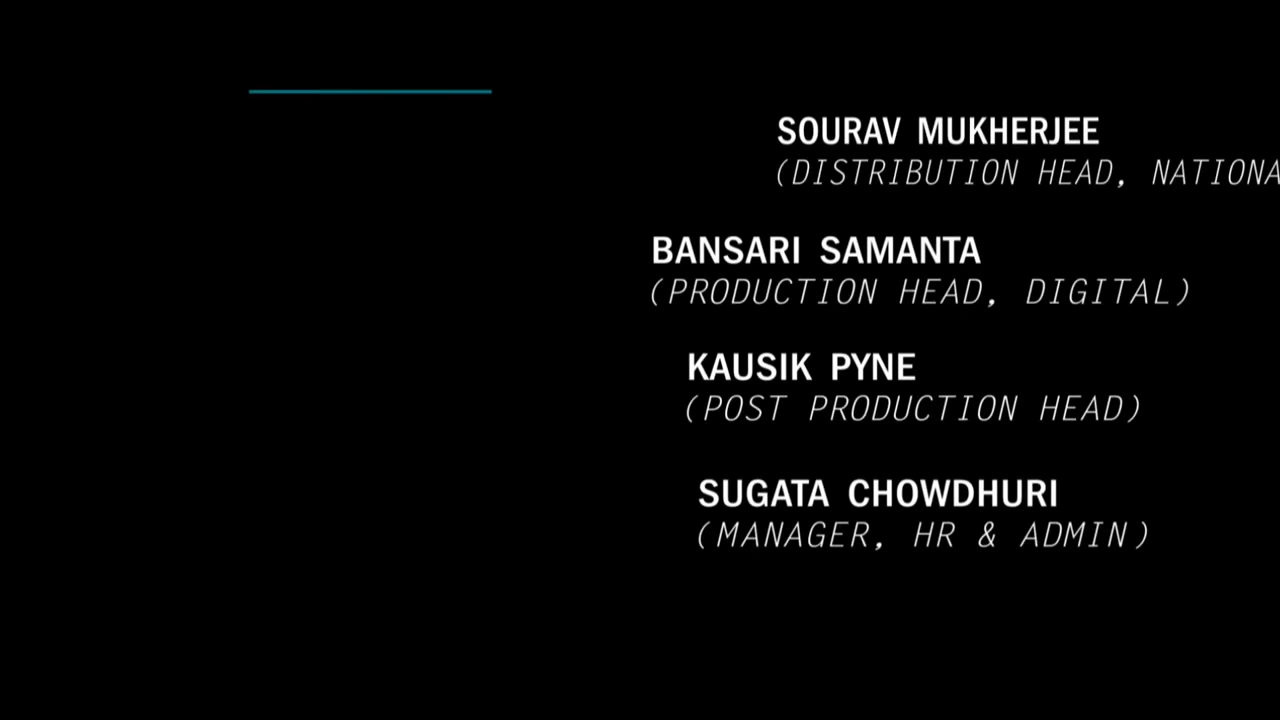 SOURAV MUKHERJEE
(DISTRIBUTION HEAD, NATIONA
BANSARI SAMANTA
(PRODUCTION HEAD, DIGITAL)
KAUSIK PYNE
(POST PRODUCTION HEAD)
SUGATA CHOWDHURI
(MANAGER, HR & ADMIN)